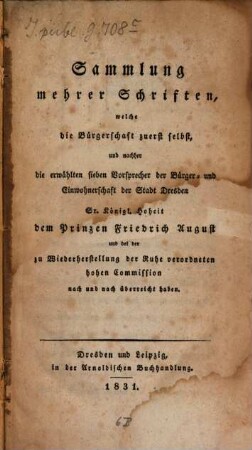 J publ. g 708
Sammlung
mehrer Schriften,
welche
die Bürgerschaft zuerst selbst,
und nachher
die erwählten sieben Vorsprecher der Bürger- und
Einwohnerschaft der Stadt Dresden
Sr. Königl. Hoheit
dem Prinzen Friedrich August
und bei der
zu Wiederherstellung der Ruhe verordneten
hohen Commission
nach und nach überreicht haben.
Dresden und Leipzig,
in der Arnoldischen Buchhandlung.
1831.